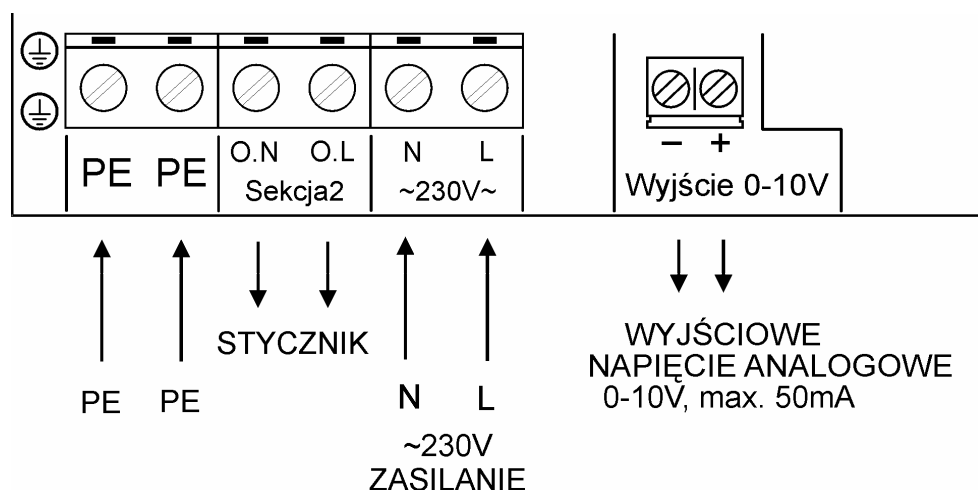 PE PE O.N O.L N L
Sekcja2 ~230V~
– +
Wyjście 0-10V
STYCZNIK
PE PE N L
~230V
ZASILANIE
WYJŚCIOWE
NAPIĘCIE ANALOGOWE
0-10V, max. 50mA